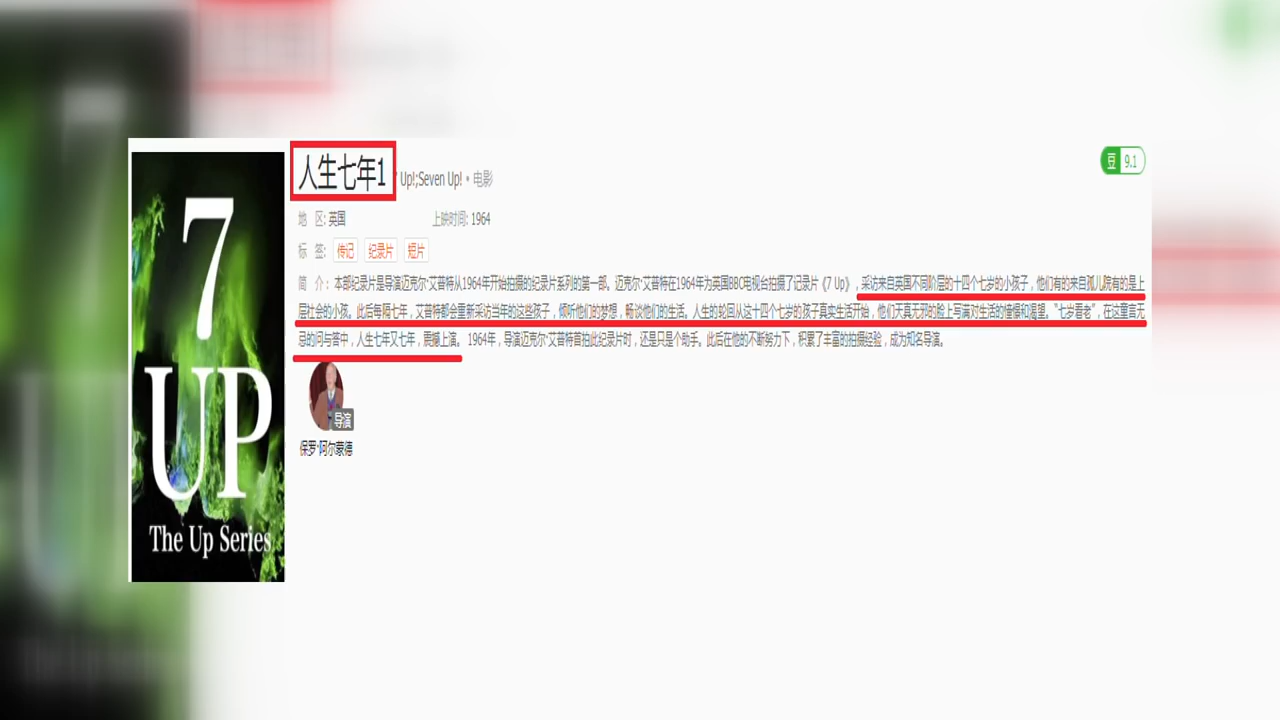 7
UP
The Up Series
人生七年1
Up!;Seven Up! • 电影
豆 9.1
地 区: 英国 上映时间: 1964
标 签: 传记 纪录片 短片
简 介: 本部纪录片是导演迈克尔·艾普特从1964年开始拍摄的纪录片系列的第一部。迈克尔·艾普特在1964年为英国BBC电视台拍摄了记录片《7 Up》,采访来自英国不同阶层的十四个七岁的小孩子,他们有的来自孤儿院有的是上
层社会的小孩。此后每隔七年,艾普特都会重新采访当年的这些孩子,倾听他们的梦想,畅谈他们的生活。人生的轮回从这十四个七岁的孩子真实生活开始,他们天真无邪的脸上写满对生活的憧憬和渴望。“七岁看老”,在这童言无
忌的问与答中,人生七年又七年,震撼上演。 1964年,导演迈克尔·艾普特首拍此纪录片时,还是只是个助手。此后在他的不断努力下,积累了丰富的拍摄经验,成为知名导演。
导演
保罗·阿尔蒙德